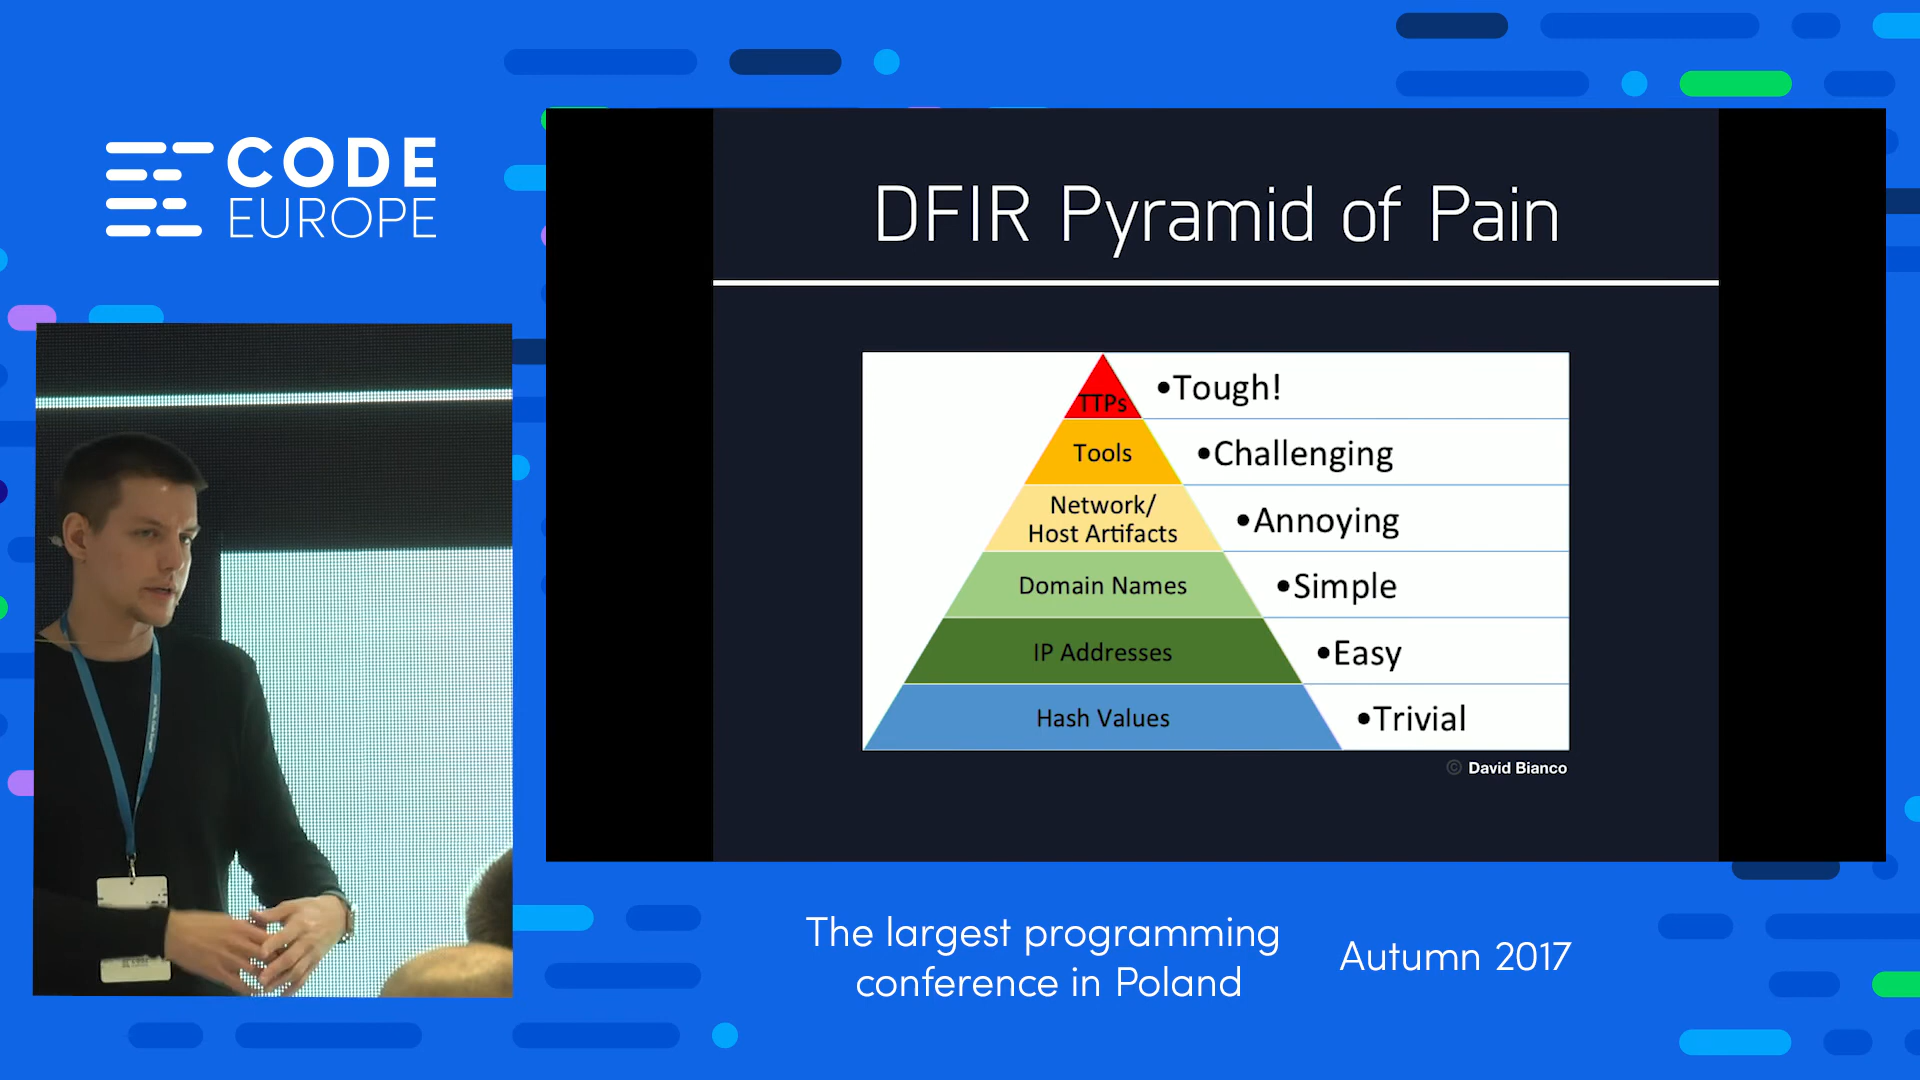 CODE
EUROPE
DFIR Pyramid of Pain
TTPs
•Tough!
Tools
•Challenging
Network/
Host Artifacts
•Annoying
Domain Names
•Simple
IP Addresses
•Easy
Hash Values
•Trivial
© David Bianco
The largest programming
conference in Poland
Autumn 2017